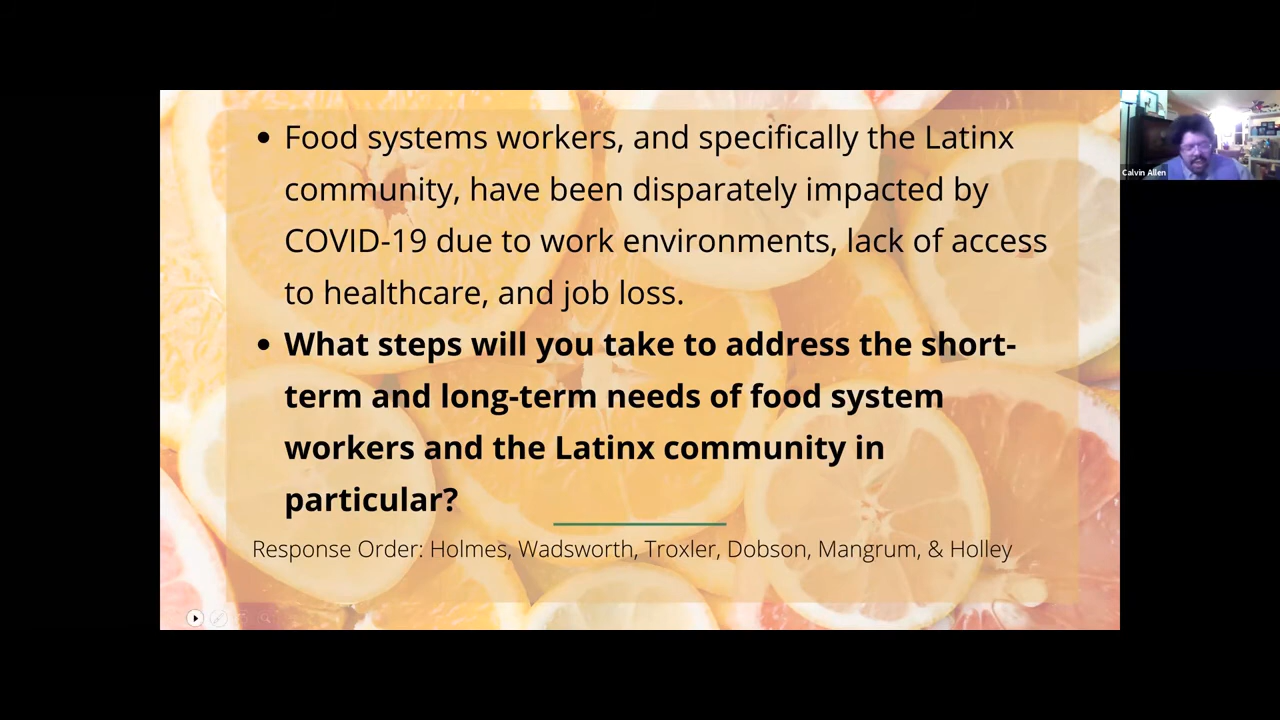 • Food systems workers, and specifically the Latinx
community, have been disparately impacted by
COVID-19 due to work environments, lack of access
to healthcare, and job loss.
• What steps will you take to address the short-
term and long-term needs of food system
workers and the Latinx community in
particular?
Response Order: Holmes, Wadsworth, Troxler, Dobson, Mangrum, & Holley
Calvin Allen